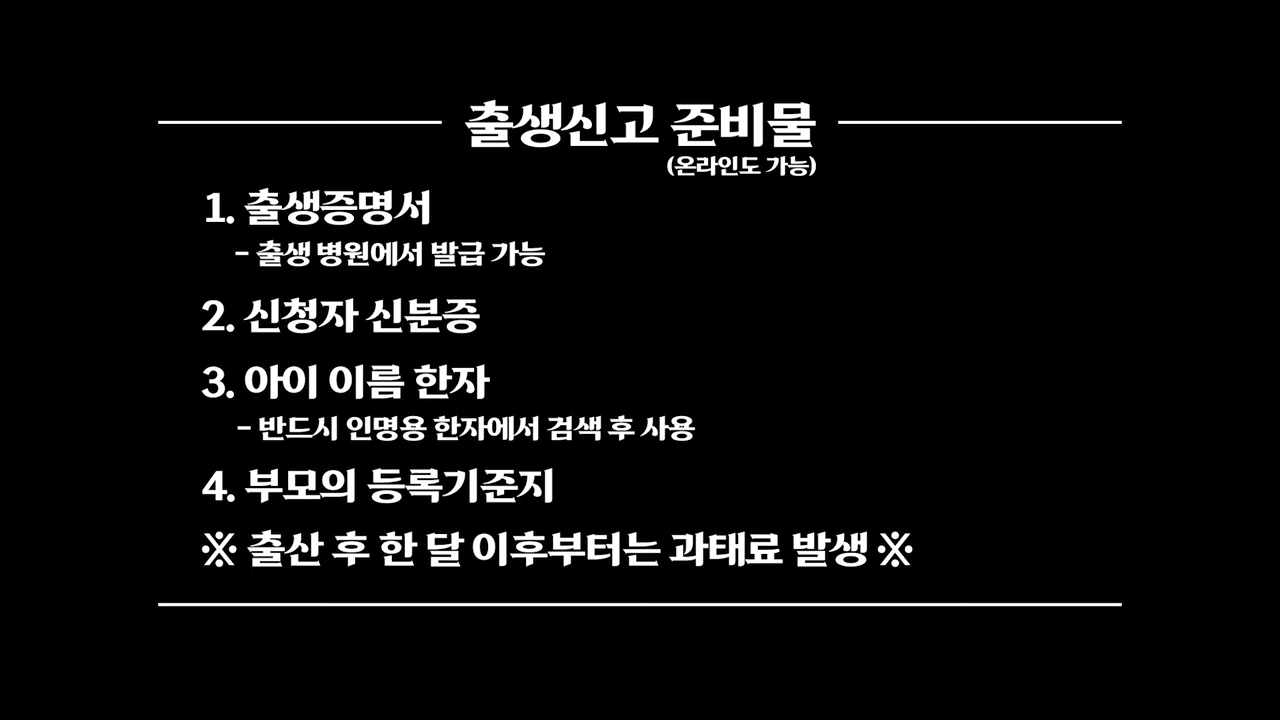 출생신고 준비물
(온라인도 가능)
1. 출생증명서
- 출생 병원에서 발급 가능
2. 신청자 신분증
3. 아이 이름 한자
- 반드시 인명용 한자에서 검색 후 사용
4. 부모의 등록기준지
※ 출산 후 한 달 이후부터는 과태료 발생 ※